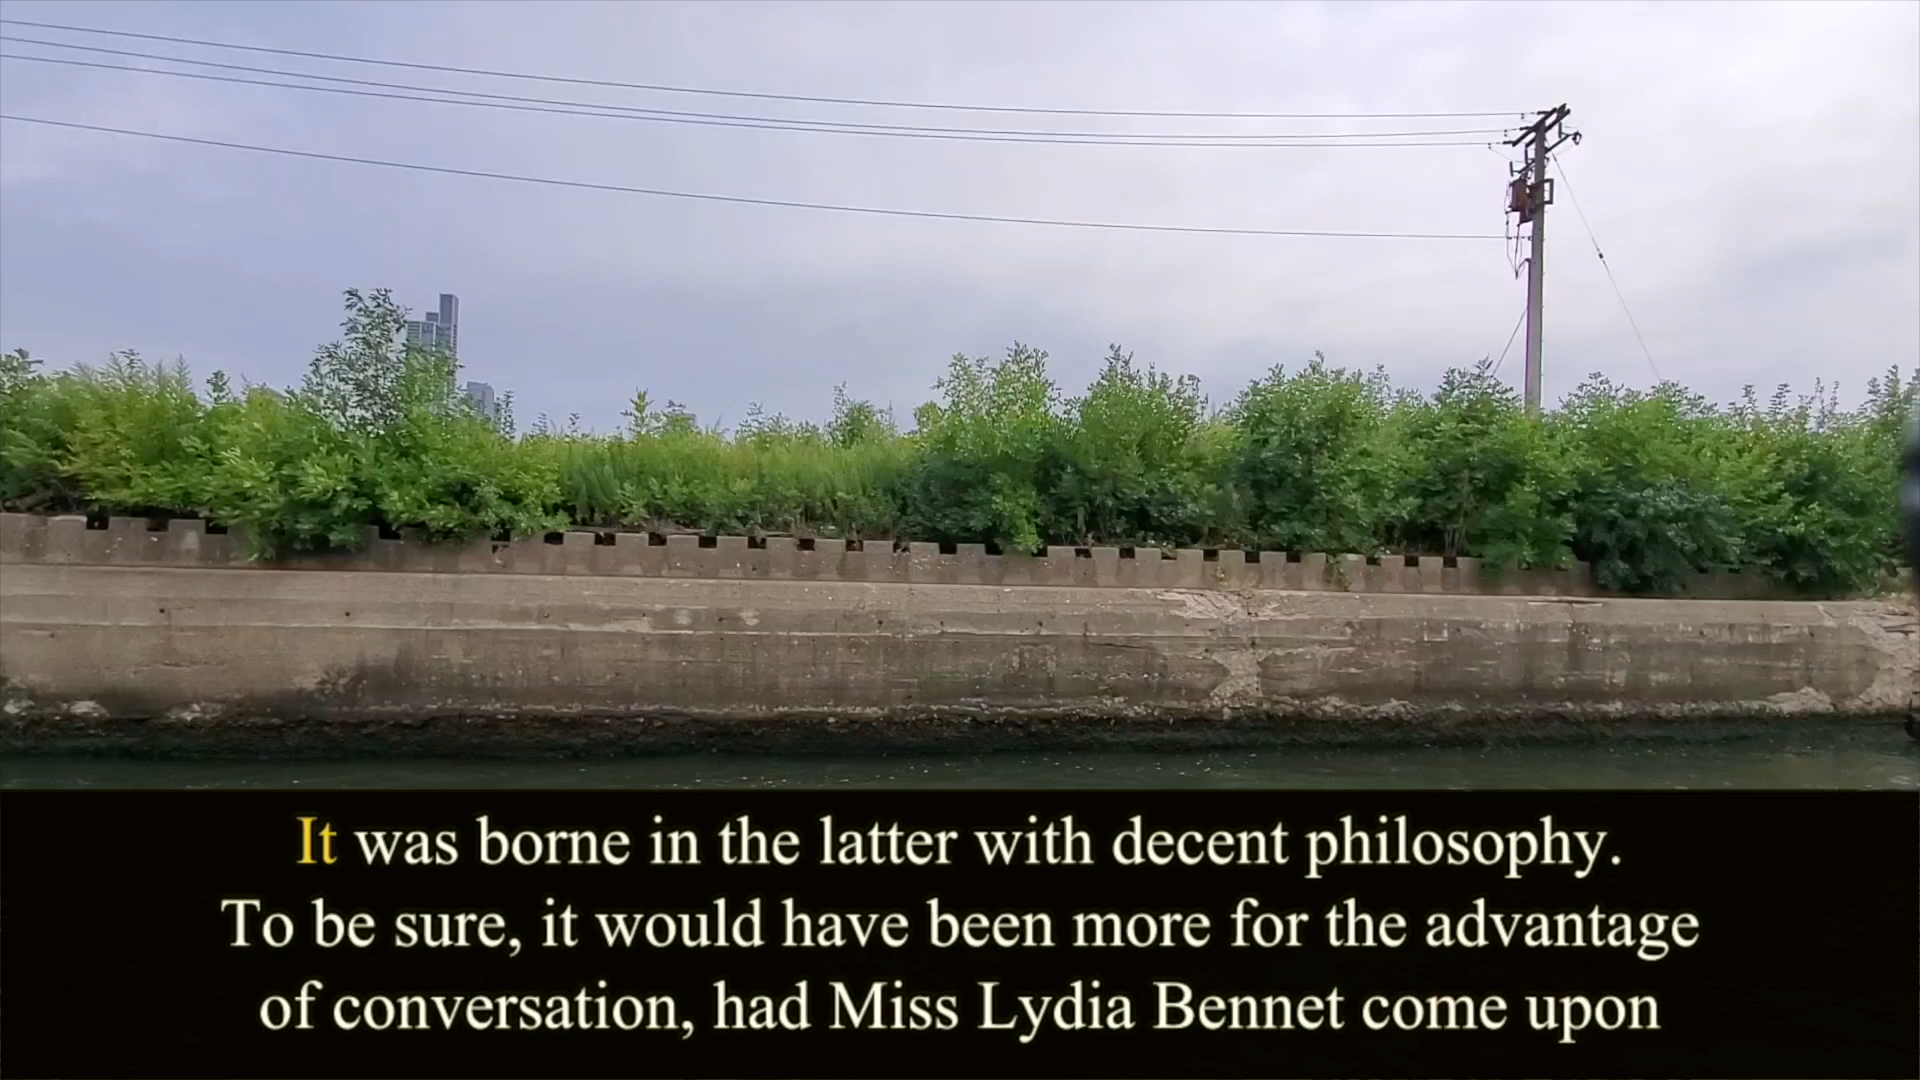 It was borne in the latter with decent philosophy.
To be sure, it would have been more for the advantage
of conversation, had Miss Lydia Bennet come upon